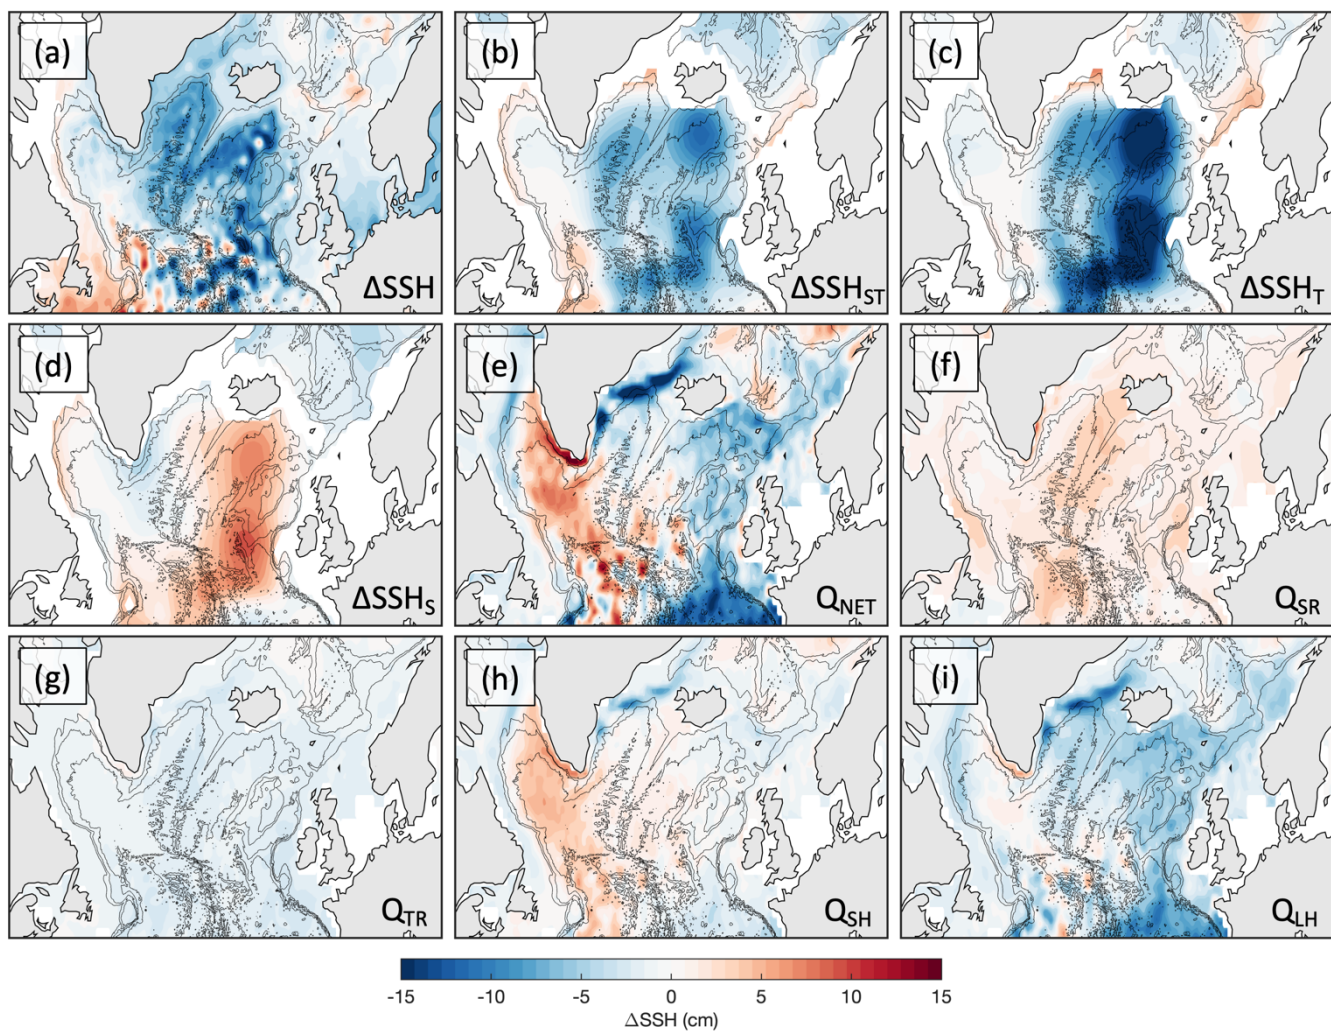 (a)
ΔSSH
(b)
ΔSSH_ST
(c)
ΔSSH_T
(d)
ΔSSH_S
(e)
Q_NET
(f)
Q_SR
(g)
Q_TR
(h)
Q_SH
(i)
Q_LH
-15 -10 -5 0 5 10 15
ΔSSH (cm)